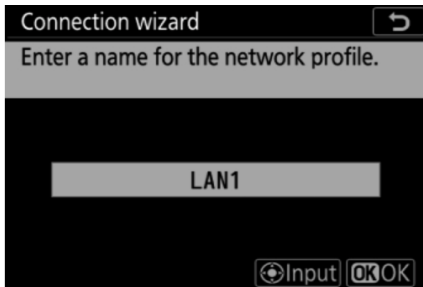 Connection wizard
Enter a name for the network profile.
LAN1
Input OK OK